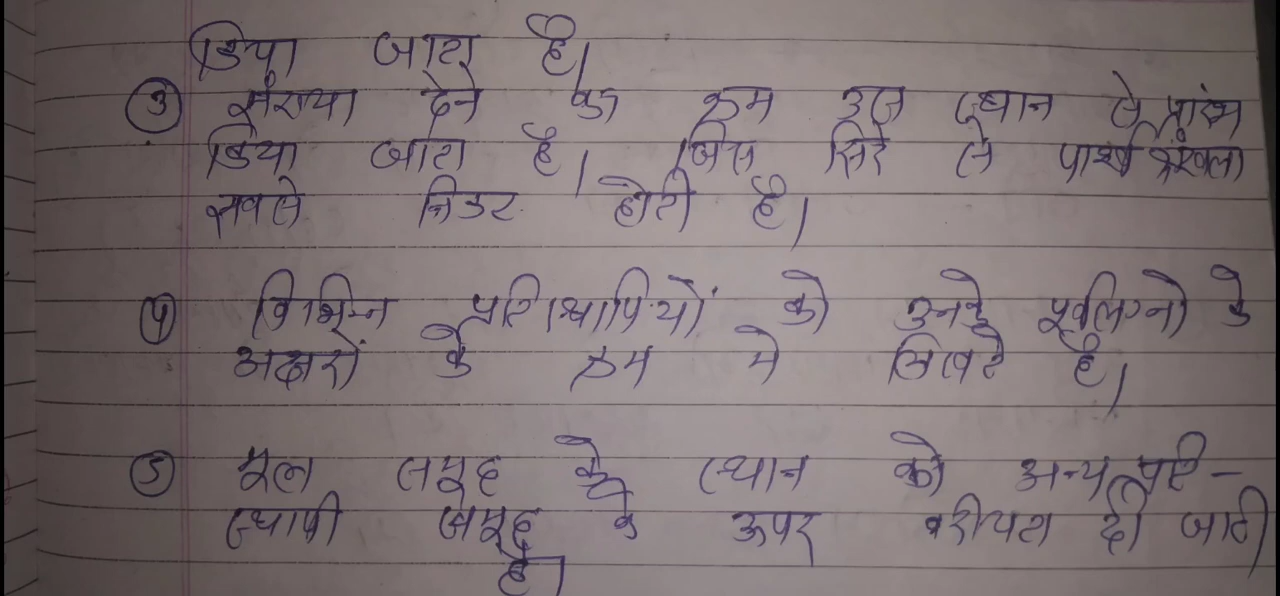 किया जाता है।
③ संख्या देने का क्रम उस स्थान से प्रारंभ
किया जाता है। जिस सिरे से पार्श्व श्रृंखला
सबसे निकट होती है।
④ विभिन्न प्रतिस्थापियों को उनके पूर्वलग्नो के
अक्षरों के क्रम मे लिखते है।
⑤ मूल समूह के स्थान को अन्य प्रति-
स्थापी समूह के ऊपर वरीयता दी जाती
है।